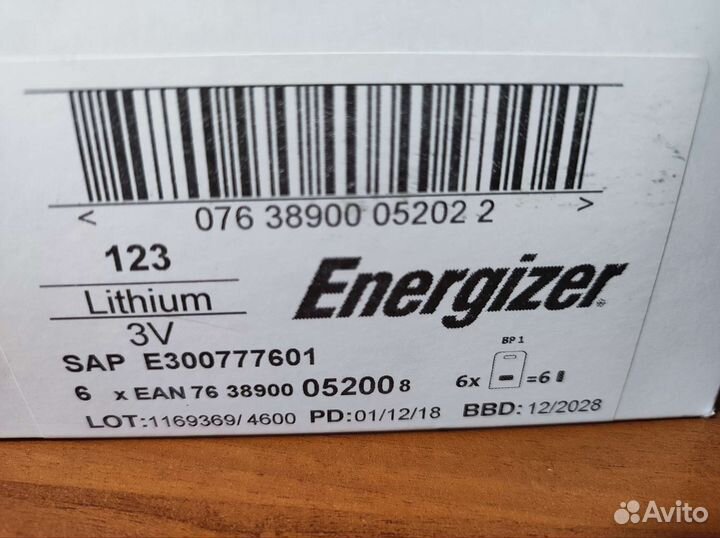 < 076 38900 05202 2 >
123
Lithium
3V
Energizer
SAP E300777601
BP 1
6x =6
6 x EAN 76 38900 05200 8
LOT:1169369/ 4600 PD:01/12/18 BBD: 12/2028
Avito